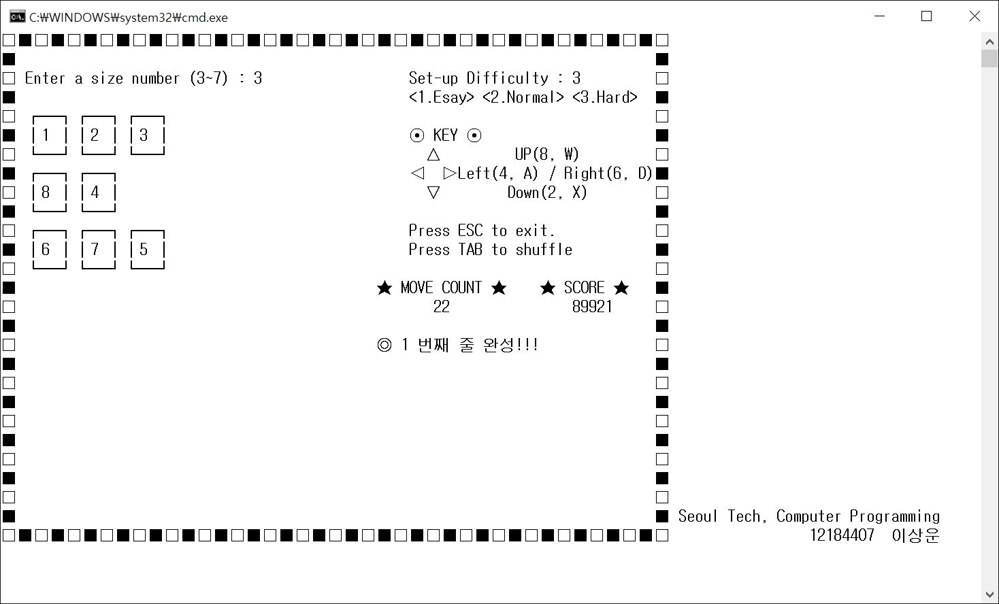 C:₩WINDOWS₩system32₩cmd.exe
Enter a size number (3~7) : 3
Set-up Difficulty : 3
<1.Esay> <2.Normal> <3.Hard>
1 2 3
⊙ KEY ⊙
△ UP(8, W)
◁ ▷Left(4, A) / Right(6, D)
8 4
▽ Down(2, X)
Press ESC to exit.
6 7 5
Press TAB to shuffle
★ MOVE COUNT ★ ★ SCORE ★
22 89921
◎ 1 번째 줄 완성!!!
Seoul Tech, Computer Programming
12184407 이상운